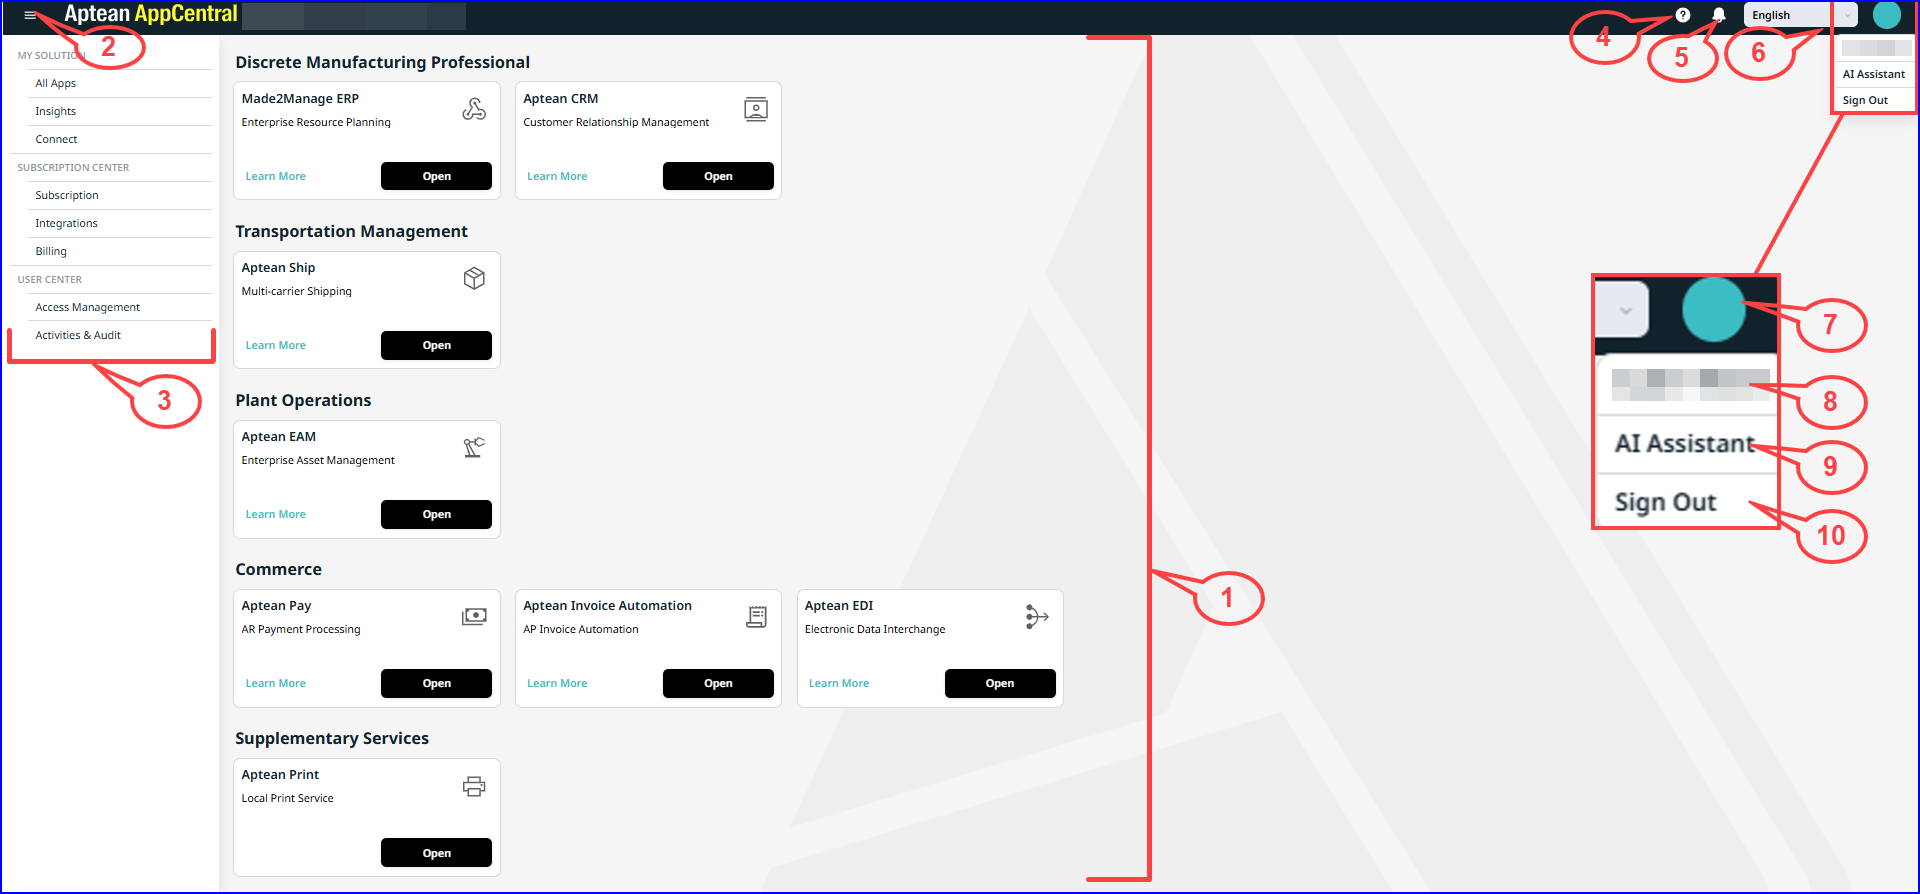 Aptean AppCentral
English
2
4
5
6
MY SOLUTION
All Apps
Insights
Connect
SUBSCRIPTION CENTER
Subscription
Integrations
Billing
USER CENTER
Access Management
Activities & Audit
3
Discrete Manufacturing Professional
Made2Manage ERP
Enterprise Resource Planning
Learn More
Open
Aptean CRM
Customer Relationship Management
Learn More
Open
Transportation Management
Aptean Ship
Multi-carrier Shipping
Learn More
Open
Plant Operations
Aptean EAM
Enterprise Asset Management
Learn More
Open
Commerce
Aptean Pay
AR Payment Processing
Learn More
Open
Aptean Invoice Automation
AP Invoice Automation
Learn More
Open
Aptean EDI
Electronic Data Interchange
Learn More
Open
Supplementary Services
Aptean Print
Local Print Service
Open
1
AI Assistant
Sign Out
7
8
AI Assistant
9
Sign Out
10